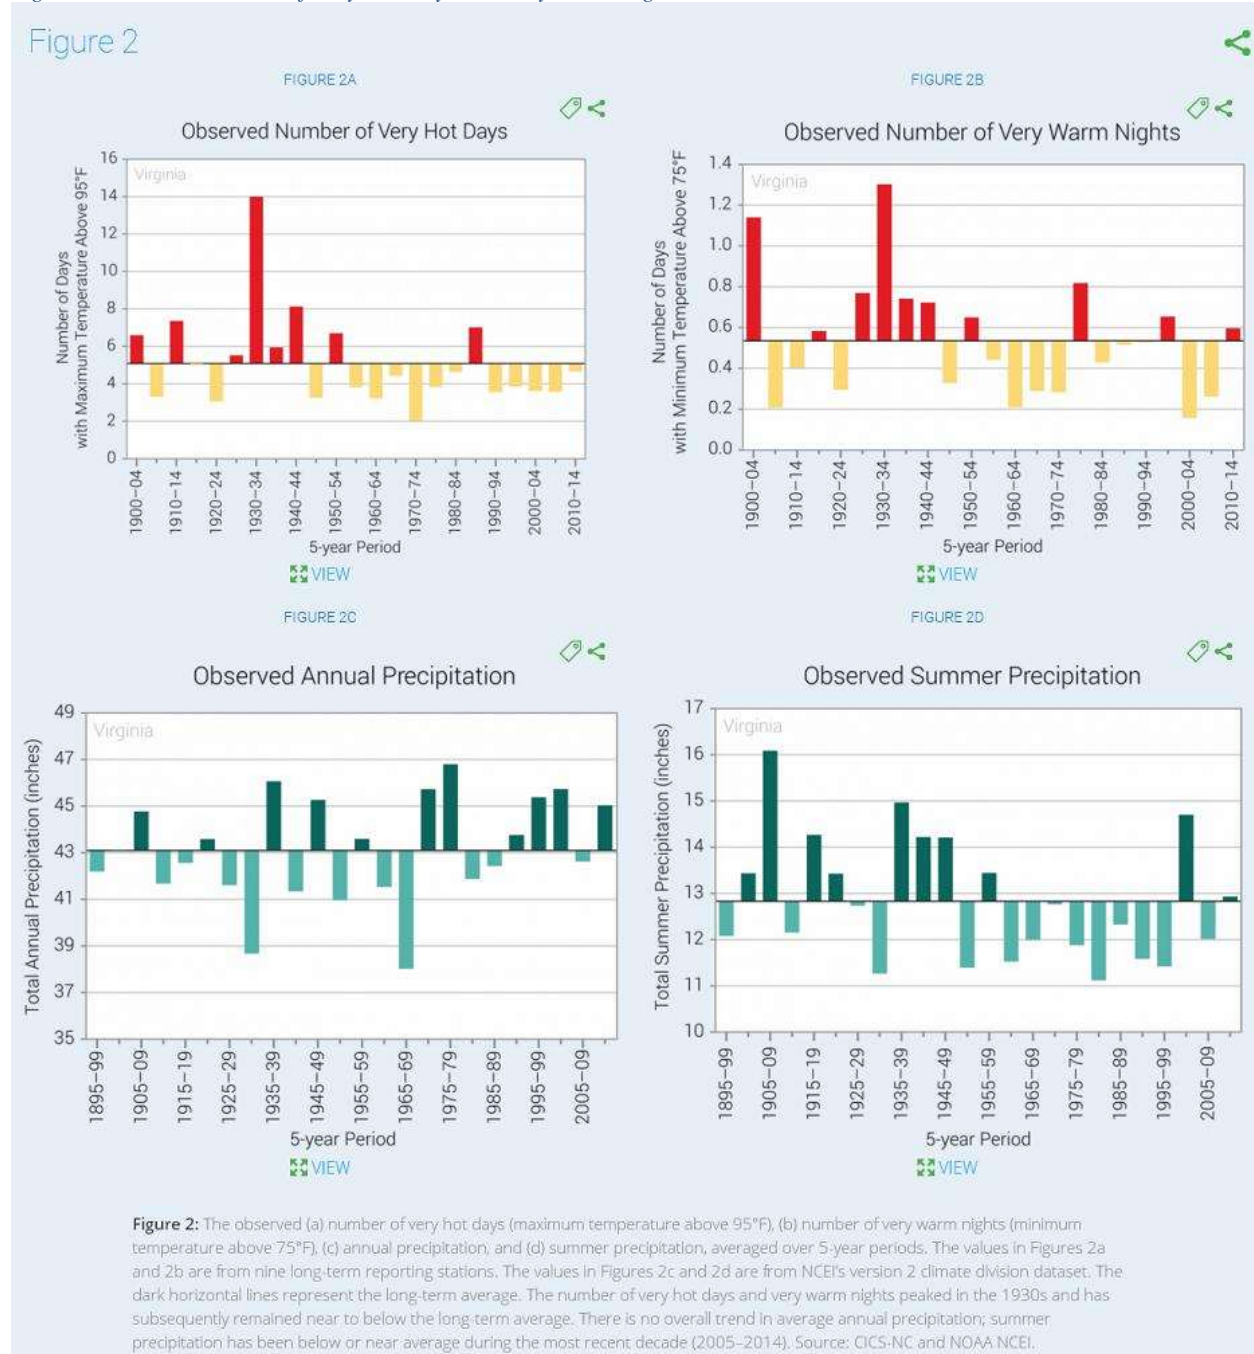 Figure 2
FIGURE 2A
Observed Number of Very Hot Days
Number of Days
with Maximum Temperature Above 95°F
16
14
12
10
8
6
4
2
0
Virginia
1900–04
1910–14
1920–24
1930–34
1940–44
1950–54
1960–64
1970–74
1980–84
1990–94
2000–04
2010–14
5-year Period
VIEW
FIGURE 2B
Observed Number of Very Warm Nights
Number of Days
with Minimum Temperature Above 75°F
1.4
1.2
1.0
0.8
0.6
0.4
0.2
0.0
Virginia
1900–04
1910–14
1920–24
1930–34
1940–44
1950–54
1960–64
1970–74
1980–84
1990–94
2000–04
2010–14
5-year Period
VIEW
FIGURE 2C
Observed Annual Precipitation
Total Annual Precipitation (inches)
49
47
45
43
41
39
37
35
Virginia
1895–99
1905–09
1915–19
1925–29
1935–39
1945–49
1955–59
1965–69
1975–79
1985–89
1995–99
2005–09
5-year Period
VIEW
FIGURE 2D
Observed Summer Precipitation
Total Summer Precipitation (inches)
17
16
15
14
13
12
11
10
Virginia
1895–99
1905–09
1915–19
1925–29
1935–39
1945–49
1955–59
1965–69
1975–79
1985–89
1995–99
2005–09
5-year Period
VIEW
Figure 2: The observed (a) number of very hot days (maximum temperature above 95°F), (b) number of very warm nights (minimum
temperature above 75°F), (c) annual precipitation, and (d) summer precipitation, averaged over 5-year periods. The values in Figures 2a
and 2b are from nine long-term reporting stations. The values in Figures 2c and 2d are from NCEI's version 2 climate division dataset. The
dark horizontal lines represent the long-term average. The number of very hot days and very warm nights peaked in the 1930s and has
subsequently remained near to below the long-term average. There is no overall trend in average annual precipitation; summer
precipitation has been below or near average during the most recent decade (2005–2014). Source: CICS-NC and NOAA NCEI.